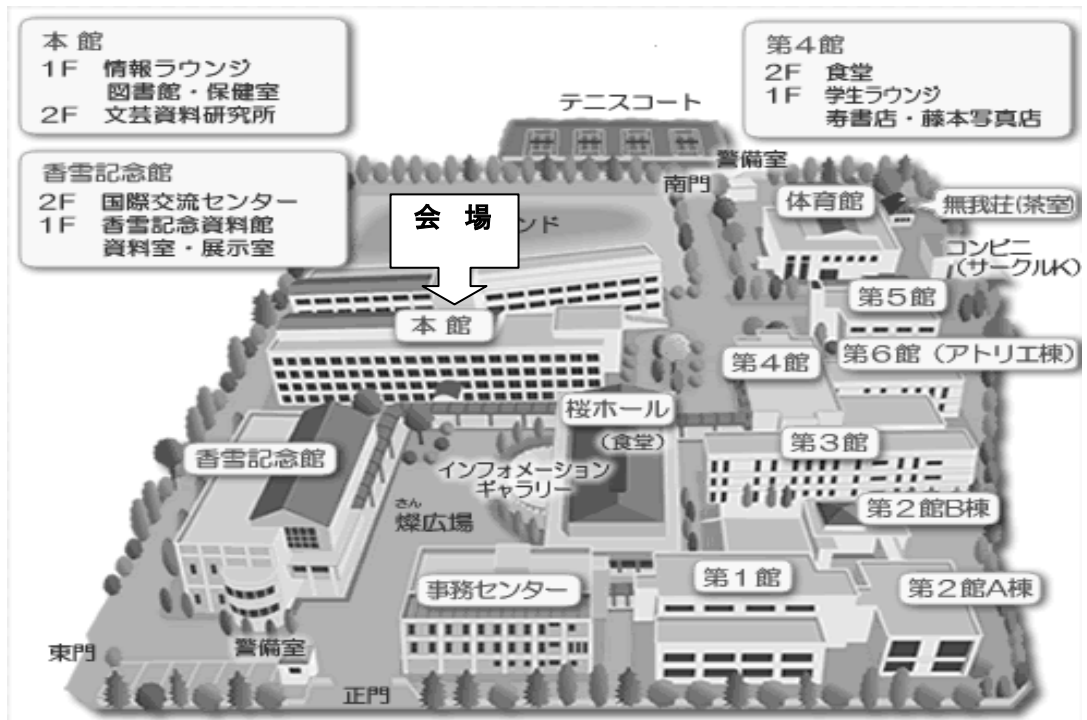 本 館
1F 情報ラウンジ
図書館・保健室
2F 文芸資料研究所
香雪記念館
2F 国際交流センター
1F 香雪記念資料館
資料室・展示室
第4館
2F 食堂
1F 学生ラウンジ
寿書店・藤本写真店
テニスコート
警備室
南門
体育館
無我荘(茶室)
コンビニ
(サークルK)
会 場
ンド
本 館
第5館
第6館 (アトリエ棟)
第4館
桜ホール
(食堂)
第3館
香雪記念館
インフォメーション
ギャラリー
さん
燦広場
第2館B棟
事務センター
第1館
第2館A棟
東門
警備室
正門